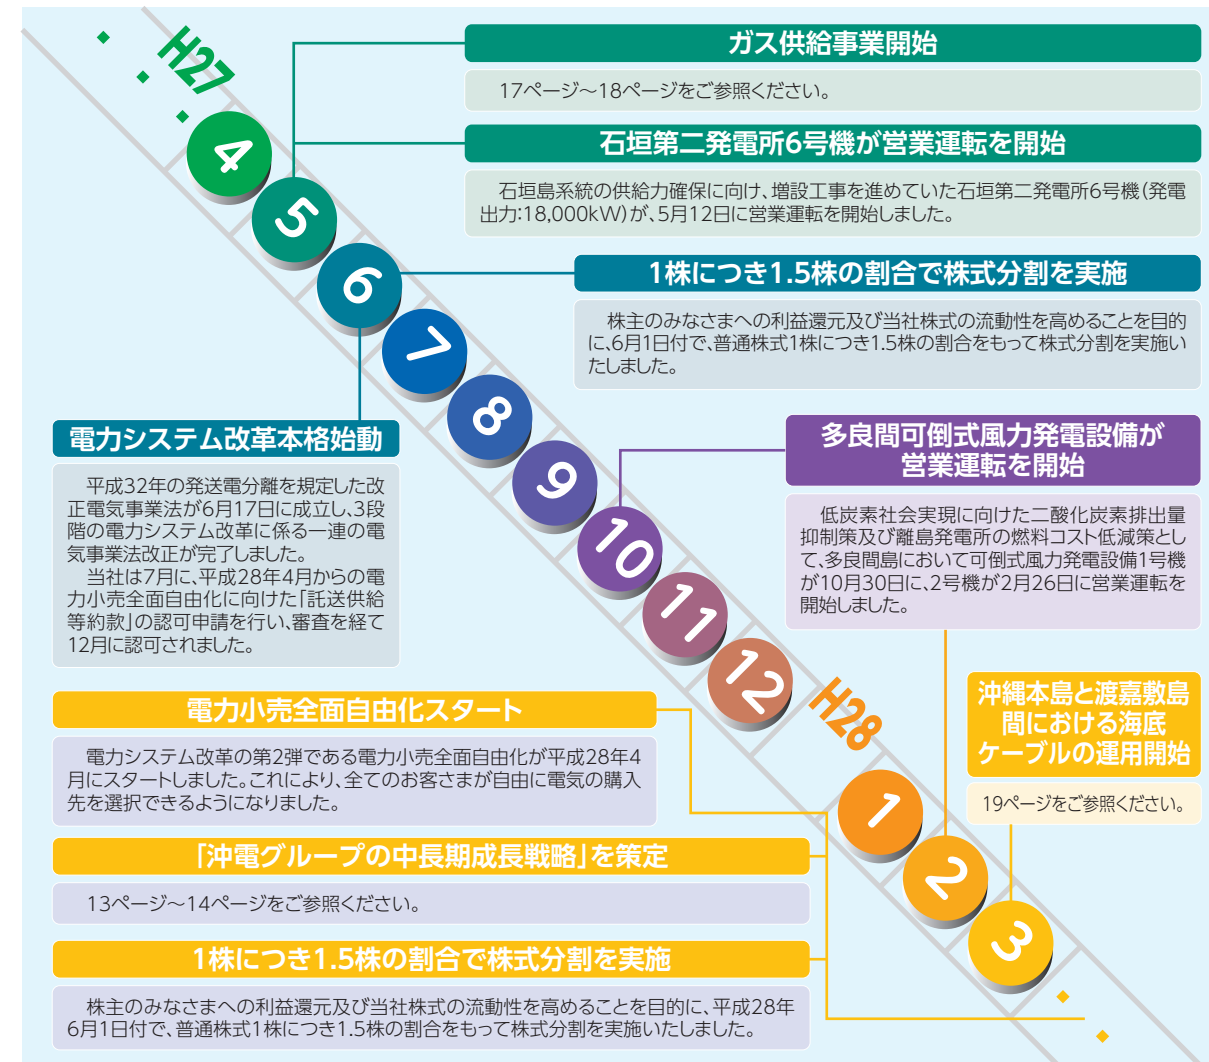 H27
4
5
6
7
8
9
10
11
12
H28
1
2
3
ガス供給事業開始
17ページ～18ページをご参照ください。
石垣第二発電所6号機が営業運転を開始
石垣島系統の供給力確保に向け、増設工事を進めていた石垣第二発電所6号機（発電
出力：18,000kW）が、5月12日に営業運転を開始しました。
1株につき1.5株の割合で株式分割を実施
株主のみなさまへの利益還元及び当社株式の流動性を高めることを目的
に、6月1日付で、普通株式1株につき1.5株の割合をもって株式分割を実施い
たしました。
電力システム改革本格始動
平成32年の発送電分離を規定した改
正電気事業法が6月17日に成立し、3段
階の電力システム改革に係る一連の電
気事業法改正が完了しました。
当社は7月に、平成28年4月からの電
力小売全面自由化に向けた「託送供給
等約款」の認可申請を行い、審査を経て
12月に認可されました。
多良間可倒式風力発電設備が
営業運転を開始
低炭素社会実現に向けた二酸化炭素排出量
抑制策及び離島発電所の燃料コスト低減策とし
て、多良間島において可倒式風力発電設備1号機
が10月30日に、2号機が2月26日に営業運転を
開始しました。
沖縄本島と渡嘉敷島
間における海底
ケーブルの運用開始
19ページをご参照ください。
電力小売全面自由化スタート
電力システム改革の第2弾である電力小売全面自由化が平成28年4
月にスタートしました。これにより、全てのお客さまが自由に電気の購入
先を選択できるようになりました。
「沖電グループの中長期成長戦略」を策定
13ページ～14ページをご参照ください。
1株につき1.5株の割合で株式分割を実施
株主のみなさまへの利益還元及び当社株式の流動性を高めることを目的に、平成28年
6月1日付で、普通株式1株につき1.5株の割合をもって株式分割を実施いたしました。